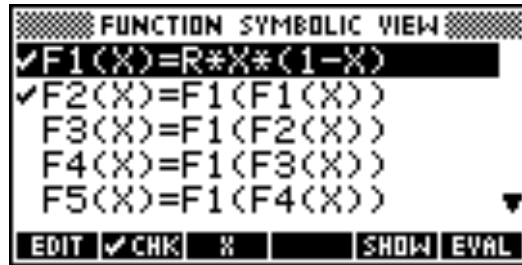 FUNCTION SYMBOLIC VIEW
✓F1(X)=R*X*(1-X)
✓F2(X)=F1(F1(X))
F3(X)=F1(F2(X))
F4(X)=F1(F3(X))
F5(X)=F1(F4(X))
EDIT ✓CHK X SHOW EVAL